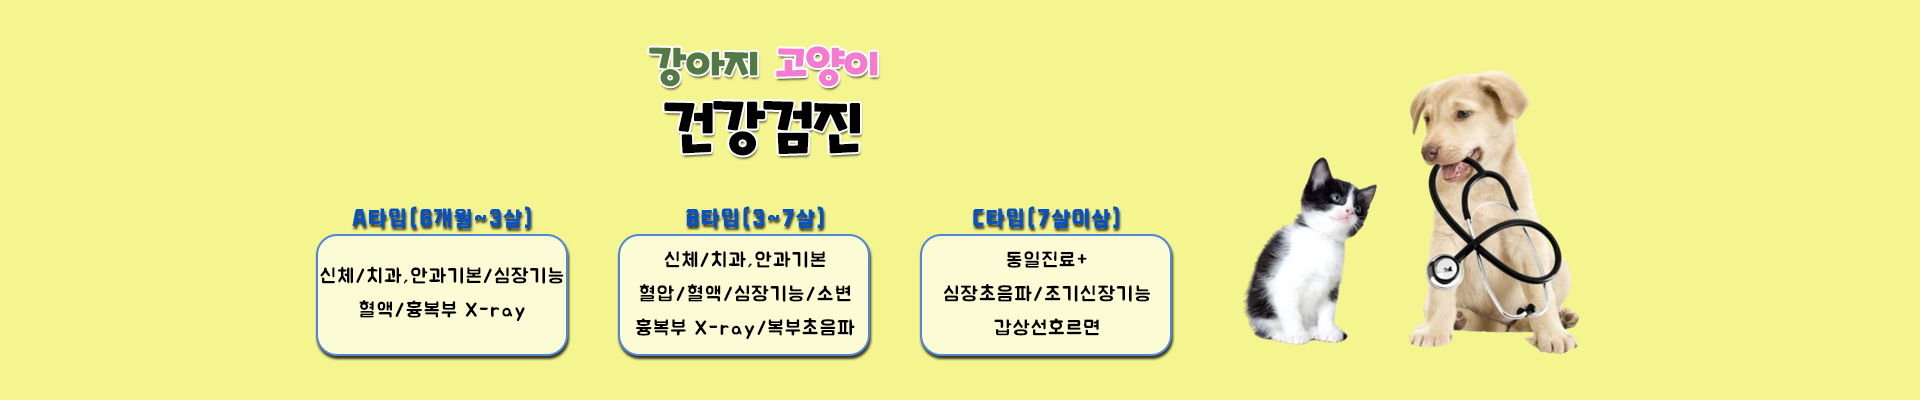 강아지 고양이
건강검진
A타입(6개월~3살)
신체/치과,안과기본/심장기능
혈액/흉복부 X-ray
B타입(3~7살)
신체/치과,안과기본
혈압/혈액/심장기능/소변
흉복부 X-ray/복부초음파
C타입(7살이상)
동일진료+
심장초음파/조기신장기능
갑상선호르면